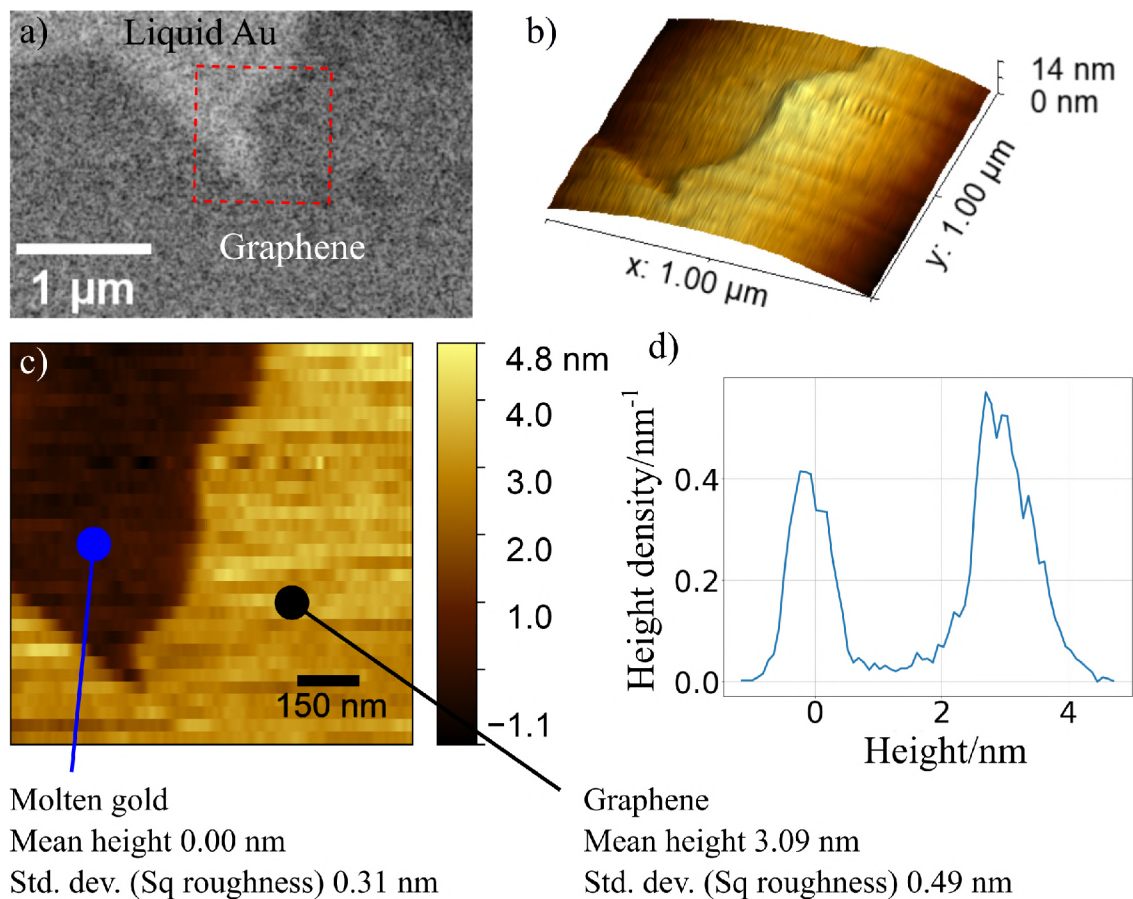 a)
Liquid Au
Graphene
1 μm
b)
14 nm
0 nm
x: 1.00 μm
y: 1.00 μm
c)
150 nm
4.8 nm
4.0
3.0
2.0
1.0
−1.1
d)
Height density/nm⁻¹
0.4
0.2
0.0
0
2
4
Height/nm
Molten gold
Mean height 0.00 nm
Std. dev. (Sq roughness) 0.31 nm
Graphene
Mean height 3.09 nm
Std. dev. (Sq roughness) 0.49 nm